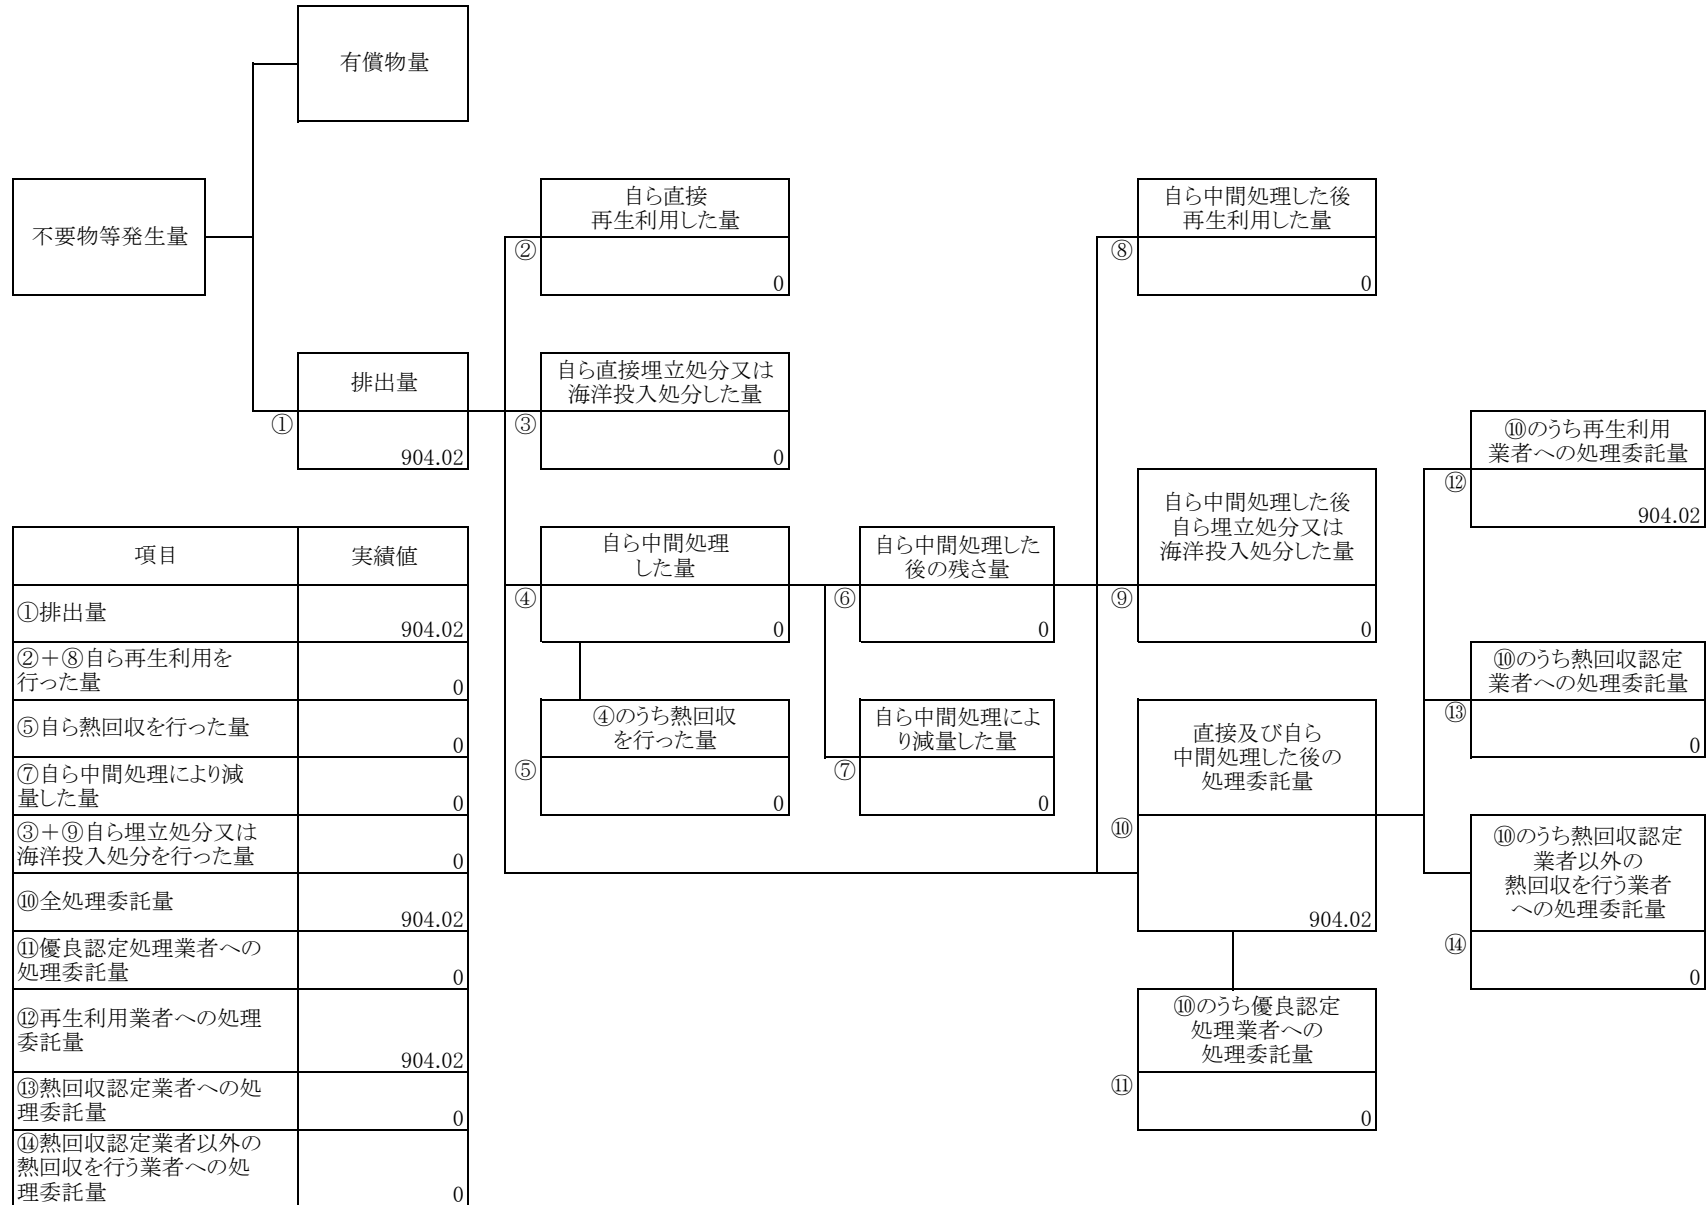 有償物量
不要物等発生量
自ら直接
再生利用した量
②
0
自ら中間処理した後
再生利用した量
⑧
0
排出量
①
904.02
自ら直接埋立処分又は
海洋投入処分した量
③
0
⑩のうち再生利用
業者への処理委託量
⑫
904.02
自ら中間処理
した量
④
0
自ら中間処理した
後の残さ量
⑥
0
自ら中間処理した後
自ら埋立処分又は
海洋投入処分した量
⑨
0
⑩のうち熱回収認定
業者への処理委託量
⑬
0
④のうち熱回収
を行った量
⑤
0
自ら中間処理によ
り減量した量
⑦
0
直接及び自ら
中間処理した後の
処理委託量
⑩
904.02
⑩のうち熱回収認定
業者以外の
熱回収を行う業者
への処理委託量
⑭
0
⑩のうち優良認定
処理業者への
処理委託量
⑪
0
項目 実績値
①排出量
904.02
②＋⑧自ら再生利用を
行った量
0
⑤自ら熱回収を行った量
0
⑦自ら中間処理により減
量した量
0
③＋⑨自ら埋立処分又は
海洋投入処分を行った量
0
⑩全処理委託量
904.02
⑪優良認定処理業者への
処理委託量
0
⑫再生利用業者への処理
委託量
904.02
⑬熱回収認定業者への処
理委託量
0
⑭熱回収認定業者以外の
熱回収を行う業者への処
理委託量
0